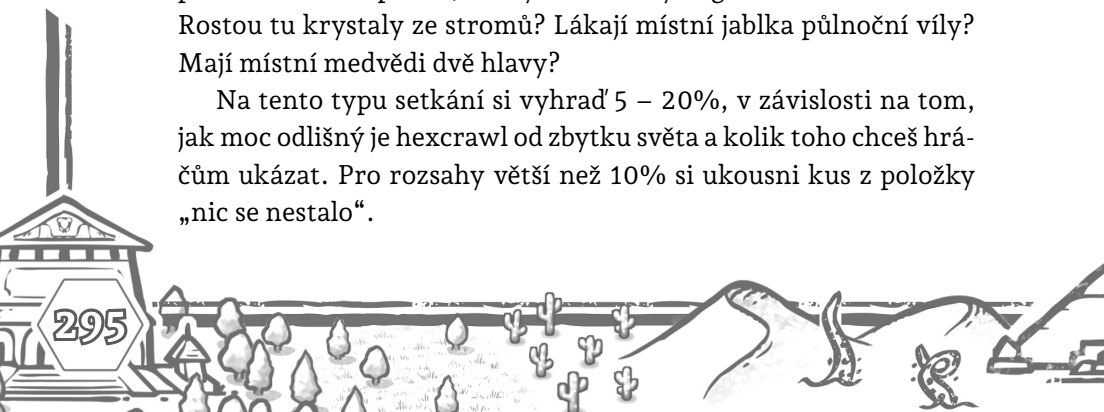 Rostou tu krystaly ze stromů? Lákají místní jablka půlnoční víly?
Mají místní medvědi dvě hlavy?
Na tento typu setkání si vyhraď 5 – 20%, v závislosti na tom,
jak moc odlišný je hexcrawl od zbytku světa a kolik toho chceš hrá-
čům ukázat. Pro rozsahy větší než 10% si ukousni kus z položky
„nic se nestalo“.
295